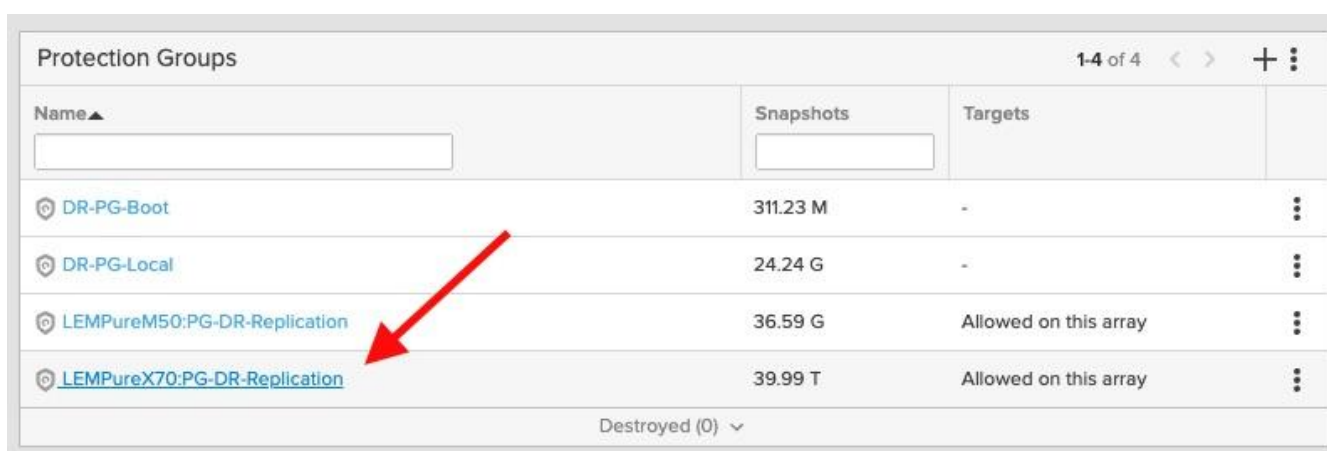 Protection Groups 1-4 of 4
Name Snapshots Targets
DR-PG-Boot 311.23 M -
DR-PG-Local 24.24 G -
LEMPureM50:PG-DR-Replication 36.59 G Allowed on this array
LEMPureX70:PG-DR-Replication 39.99 T Allowed on this array
Destroyed (0)